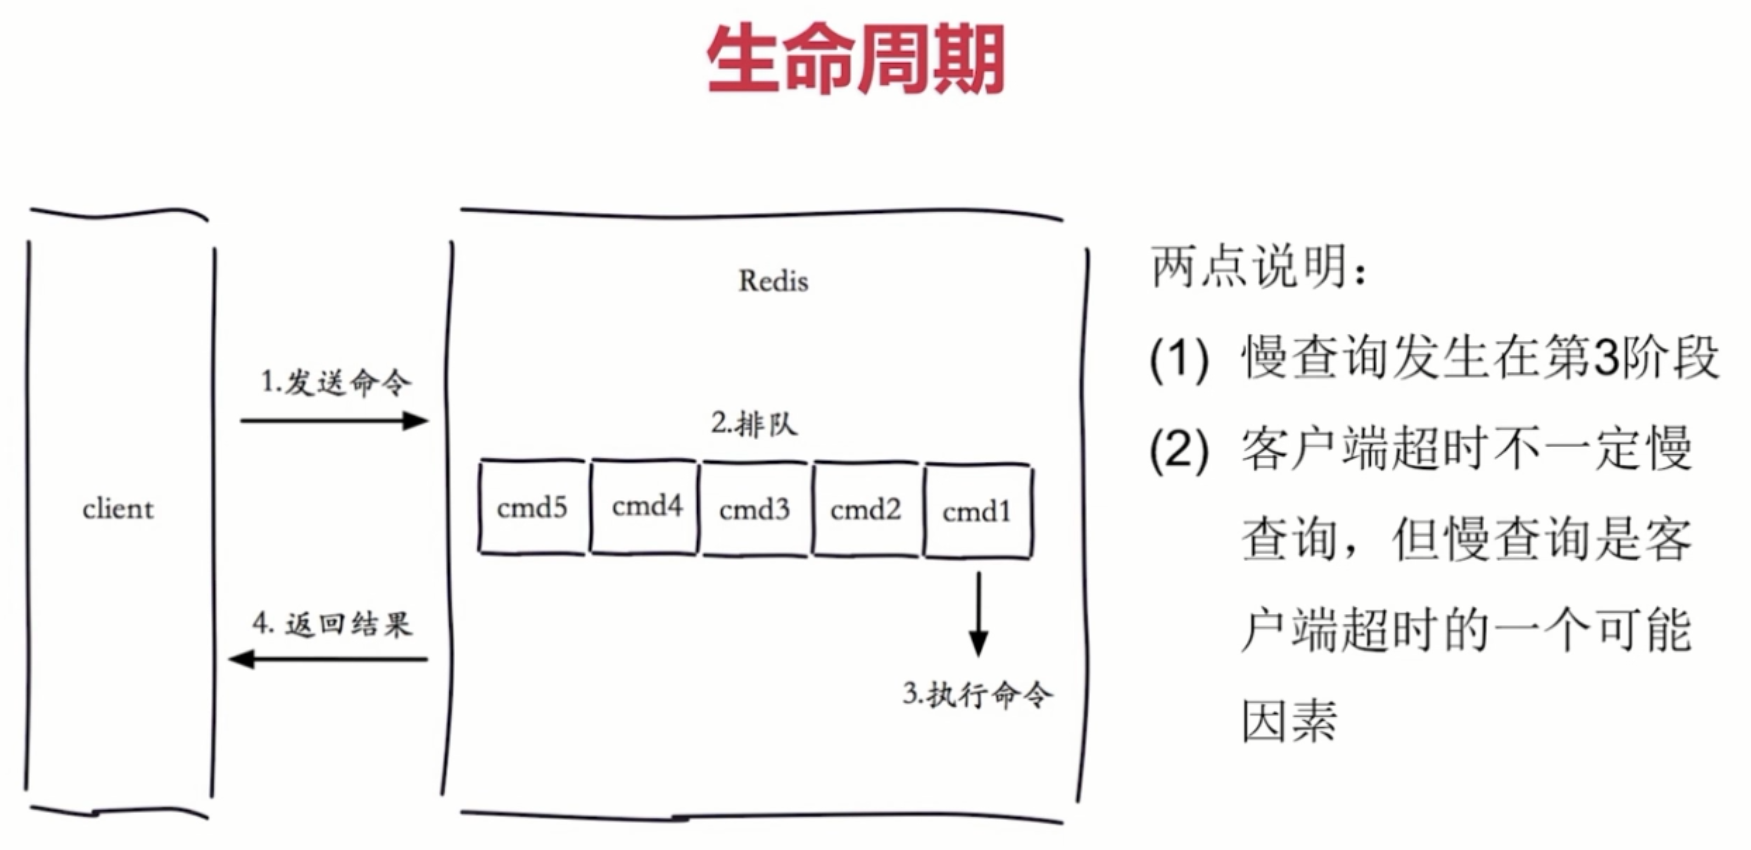 生命周期
Redis
1.发送命令
2.排队
client
cmd5
cmd4
cmd3
cmd2
cmd1
4. 返回结果
3.执行命令
两点说明：
(1) 慢查询发生在第3阶段
(2) 客户端超时不一定慢
查询，但慢查询是客
户端超时的一个可能
因素